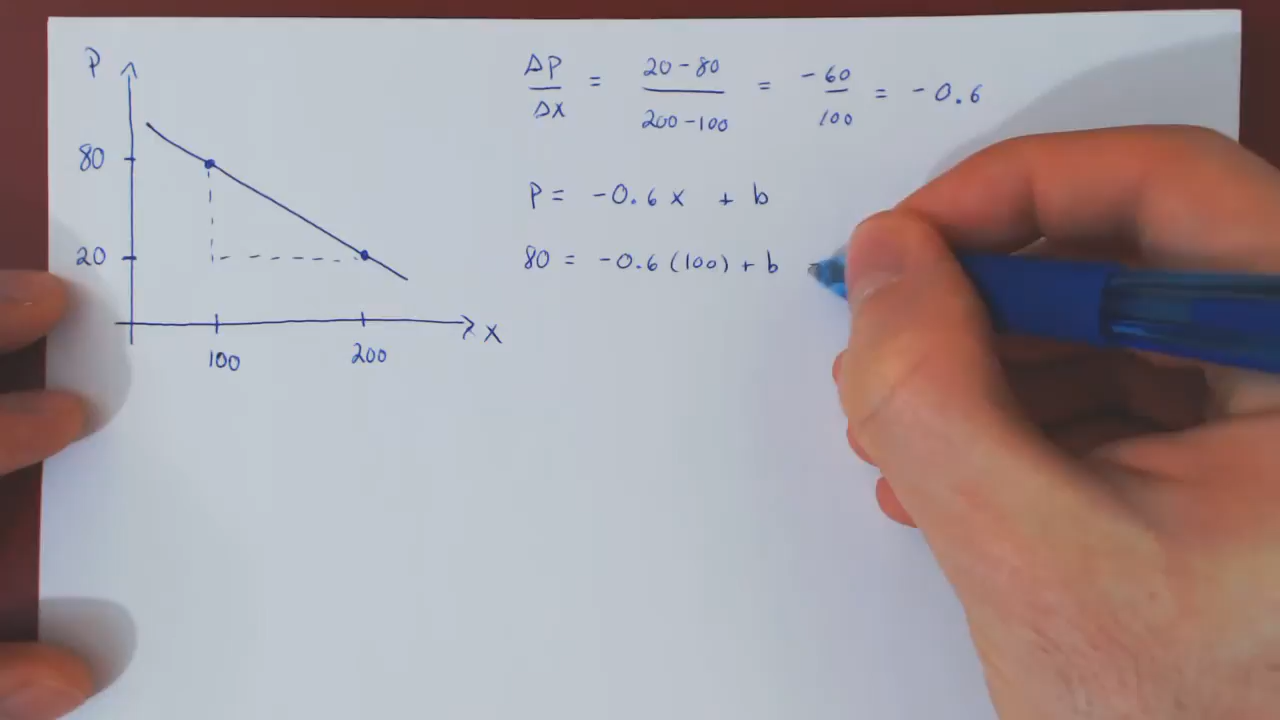 P
80
20
100
200
X
ΔP/ΔX = (20-80)/(200-100) = -60/100 = -0.6
P = -0.6 x + b
80 = -0.6 (100) + b